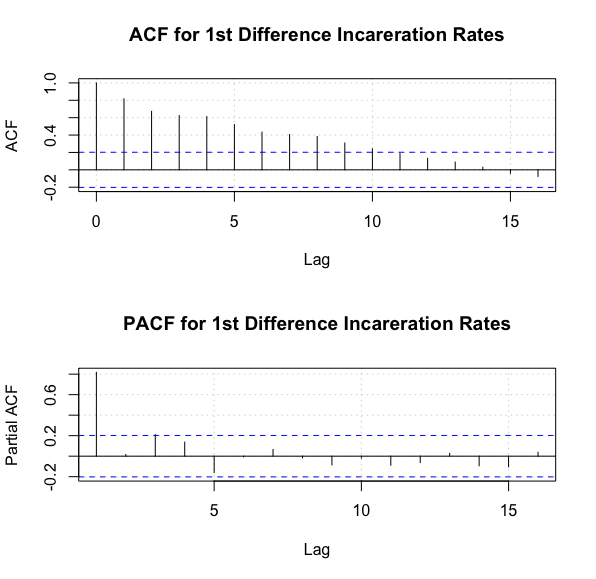 ACF for 1st Difference Incareration Rates
ACF
1.0
0.4
-0.2
0 5 10 15
Lag
PACF for 1st Difference Incareration Rates
Partial ACF
0.6
0.2
-0.2
5 10 15
Lag